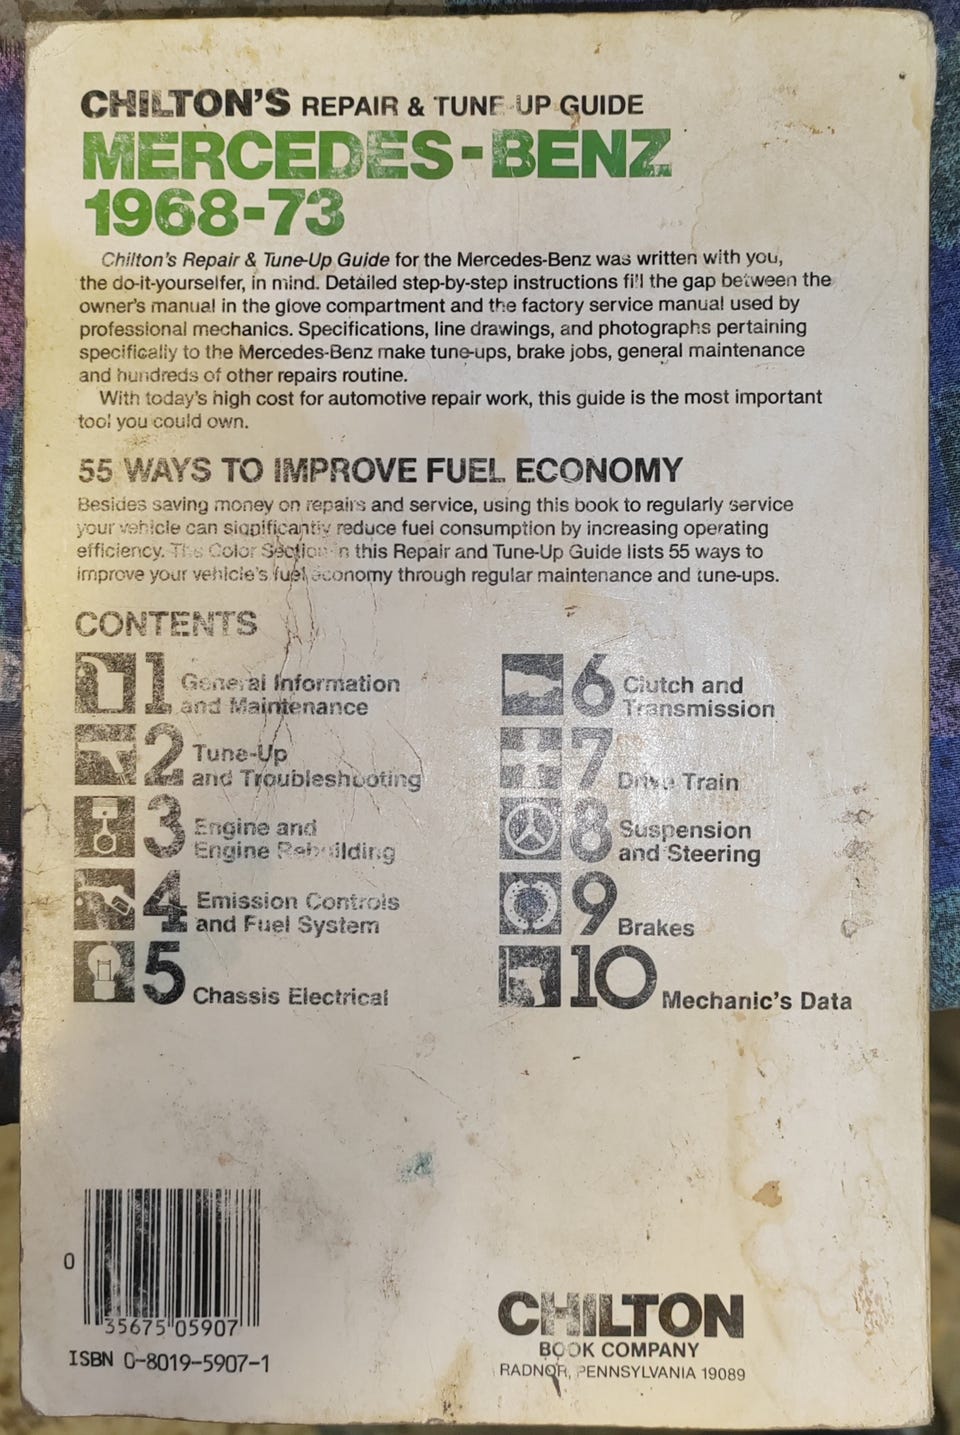 CHILTON'S REPAIR & TUNE-UP GUIDE
MERCEDES-BENZ
1968-73
Chilton's Repair & Tune-Up Guide for the Mercedes-Benz was written with you,
the do-it-yourselfer, in mind. Detailed step-by-step instructions fill the gap between the
owner's manual in the glove compartment and the factory service manual used by
professional mechanics. Specifications, line drawings, and photographs pertaining
specifically to the Mercedes-Benz make tune-ups, brake jobs, general maintenance
and hundreds of other repairs routine.
With today's high cost for automotive repair work, this guide is the most important
tool you could own.
55 WAYS TO IMPROVE FUEL ECONOMY
Besides saving money on repairs and service, using this book to regularly service
your vehicle can significantly reduce fuel consumption by increasing operating
efficiency. The Color Section in this Repair and Tune-Up Guide lists 55 ways to
improve your vehicle's fuel economy through regular maintenance and tune-ups.
CONTENTS
1 General Information
and Maintenance
2 Tune-Up
and Troubleshooting
3 Engine and
Engine Rebuilding
4 Emission Controls
and Fuel System
5 Chassis Electrical
6 Clutch and
Transmission
7 Drive Train
8 Suspension
and Steering
9 Brakes
10 Mechanic's Data
0 35675 05907
ISBN 0-8019-5907-1
CHILTON
BOOK COMPANY
RADNOR, PENNSYLVANIA 19089